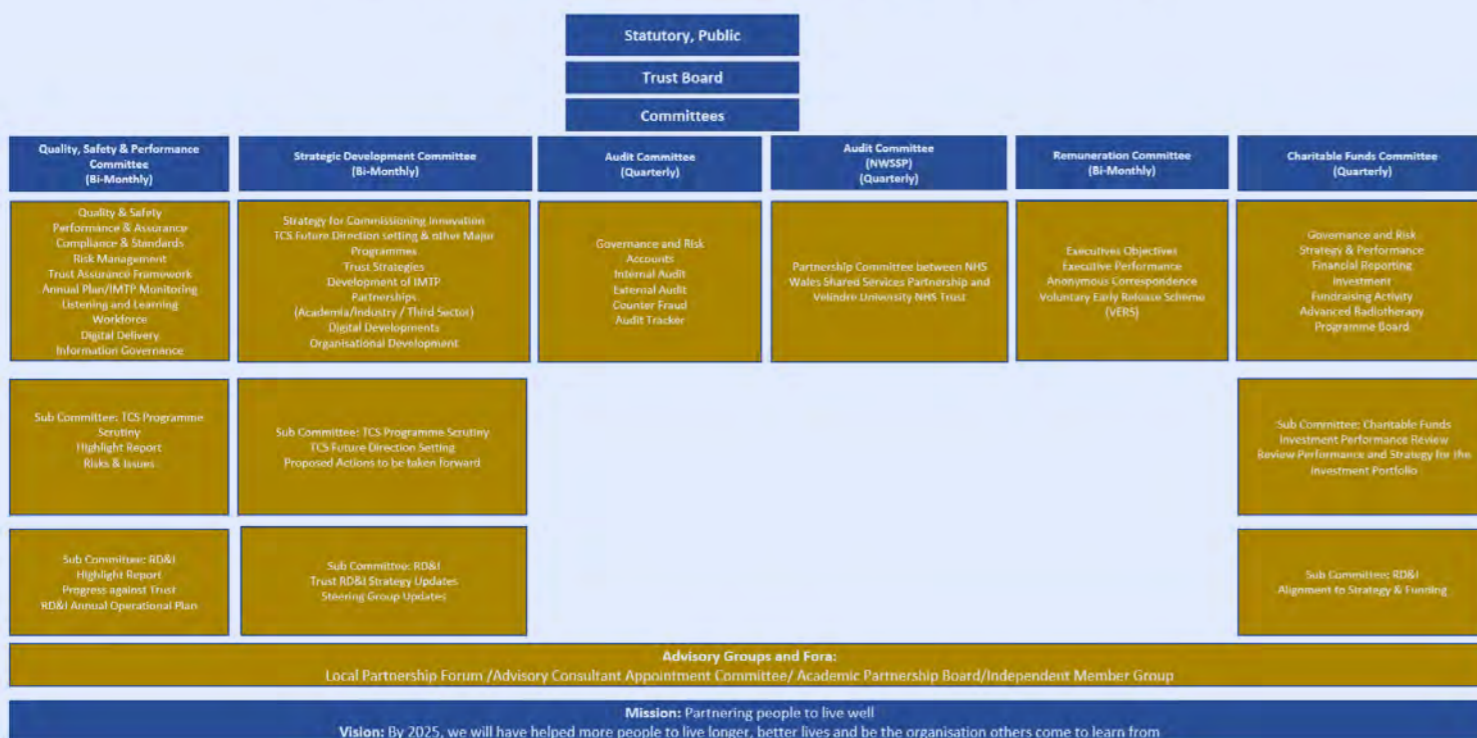 Statutory, Public
Trust Board
Committees
Quality, Safety & Performance
Committee
(Bi-Monthly)
Strategic Development Committee
(Bi-Monthly)
Audit Committee
(Quarterly)
Audit Committee
(NWSSP)
(Quarterly)
Remuneration Committee
(Bi-Monthly)
Charitable Funds Committee
(Quarterly)
Quality & Safety
Performance & Assurance
Compliance & Standards
Risk Management
Trust Assurance Framework
Annual Plan/IMTP Monitoring
Listening and Learning
Workforce
Digital Delivery
Information Governance
Strategy for Commissioning Innovation
TCS Future Direction setting & other Major
Programmes
Trust Strategies
Development of IMTP
Partnerships
(Academia/Industry / Third Sector)
Digital Developments
Organisational Development
Governance and Risk
Accounts
Internal Audit
External Audit
Counter Fraud
Audit Tracker
Partnership Committee between NHS
Wales Shared Services Partnership and
Velindre University NHS Trust
Executives Objectives
Executive Performance
Anonymous Correspondence
Voluntary Early Release Scheme
(VERS)
Governance and Risk
Strategy & Performance
Financial Reporting
Investment
Fundraising Activity
Advanced Radiotherapy
Programme Board
Sub Committee: TCS Programme
Scrutiny
Highlight Report
Risks & Issues
Sub Committee: TCS Programme Scrutiny
TCS Future Direction Setting
Proposed Actions to be taken forward
Sub Committee: Charitable Funds
Investment Performance Review
Review Performance and Strategy for the
Investment Portfolio
Sub Committee: RD&I
Highlight Report
Progress against Trust
RD&I Annual Operational Plan
Sub Committee: RD&I
Trust RD&I Strategy Updates
Steering Group Updates
Sub Committee: RD&I
Alignment to Strategy & Funding
Advisory Groups and Fora:
Local Partnership Forum /Advisory Consultant Appointment Committee/ Academic Partnership Board/Independent Member Group
Mission: Partnering people to live well
Vision: By 2025, we will have helped more people to live longer, better lives and be the organisation others come to learn from